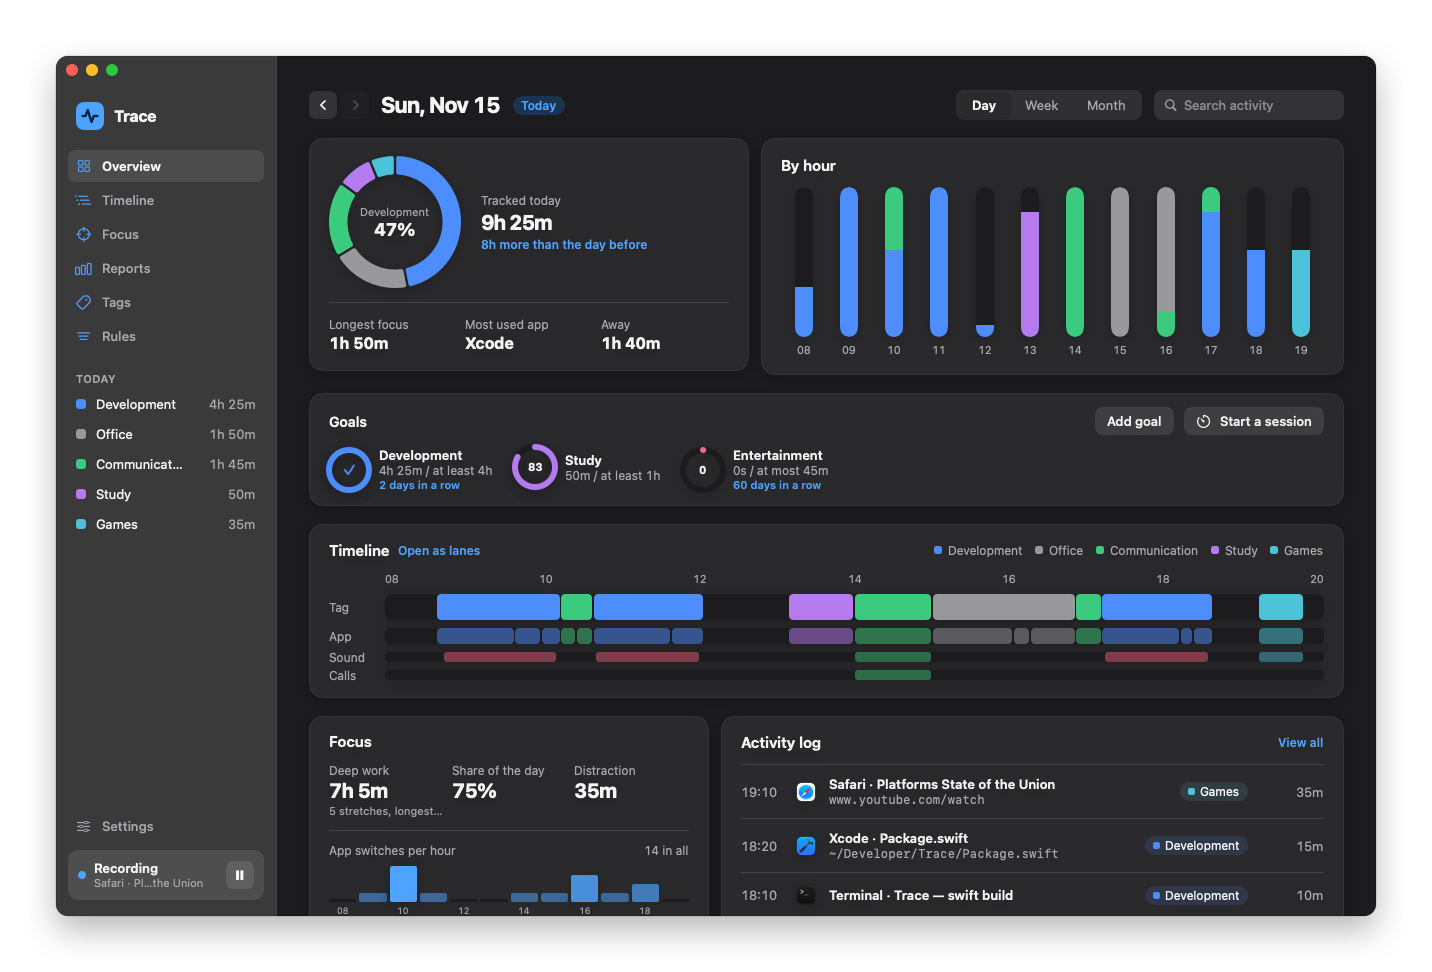 Trace
Overview
Timeline
Focus
Reports
Tags
Rules
TODAY
Development 4h 25m
Office 1h 50m
Communicat... 1h 45m
Study 50m
Games 35m
Settings
Recording
Safari · Pl...the Union
Sun, Nov 15 Today
Day Week Month
Search activity
Development
47%
Tracked today
9h 25m
8h more than the day before
Longest focus Most used app Away
1h 50m Xcode 1h 40m
By hour
08 09 10 11 12 13 14 15 16 17 18 19
Goals
Add goal Start a session
Development
4h 25m / at least 4h
2 days in a row
83
Study
50m / at least 1h
0
Entertainment
0s / at most 45m
60 days in a row
Timeline Open as lanes
Development Office Communication Study Games
08 10 12 14 16 18 20
Tag
App
Sound
Calls
Focus
Deep work Share of the day Distraction
7h 5m 75% 35m
5 stretches, longest...
App switches per hour 14 in all
08 10 12 14 16 18
Activity log View all
19:10 Safari · Platforms State of the Union Games 35m
www.youtube.com/watch
18:20 Xcode · Package.swift Development 15m
~/Developer/Trace/Package.swift
18:10 Terminal · Trace — swift build Development 10m